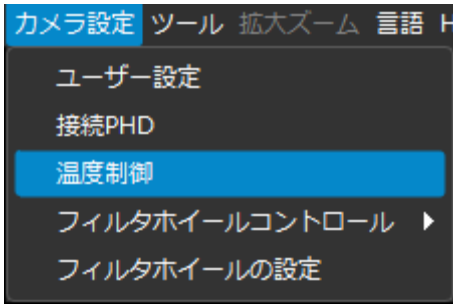 カメラ設定 ツール 拡大ズーム 言語 H
ユーザー設定
接続PHD
温度制御
フィルタホイールコントロール
フィルタホイールの設定